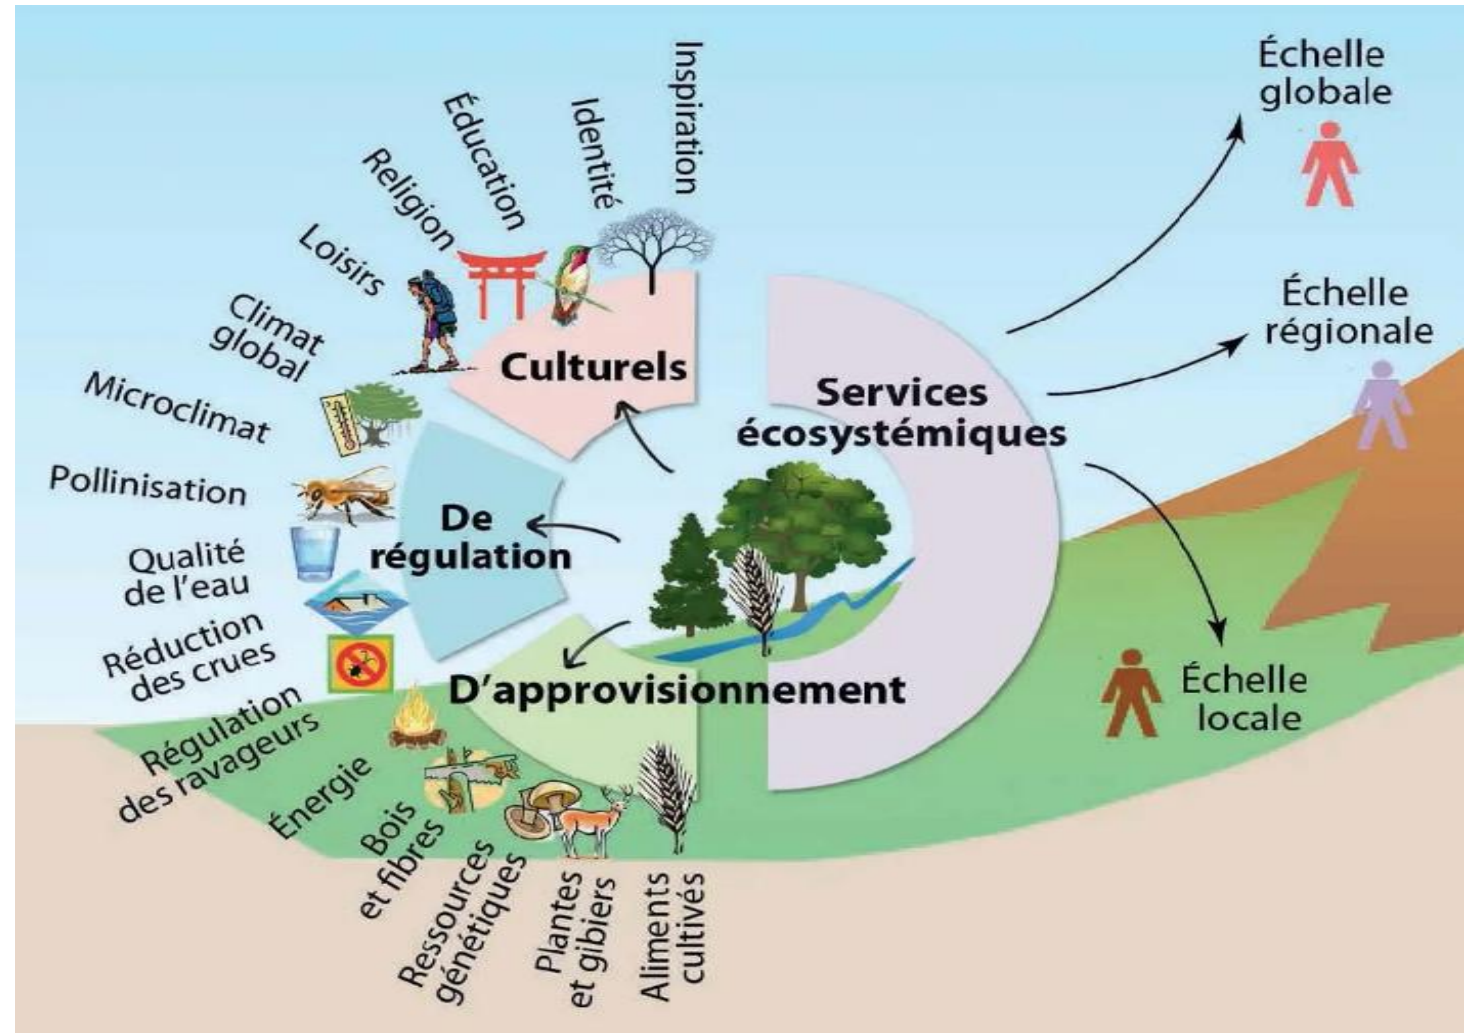 Inspiration
Identité
Éducation
Religion
Loisirs
Climat
global
Microclimat
Pollinisation
Qualité
de l'eau
Réduction
des crues
Régulation
des ravageurs
Énergie
Bois
et fibres
Ressources
génétiques
Plantes
et gibiers
Aliments
cultivés
Culturels
De
régulation
D'approvisionnement
Services
écosystémiques
Échelle
globale
Échelle
régionale
Échelle
locale